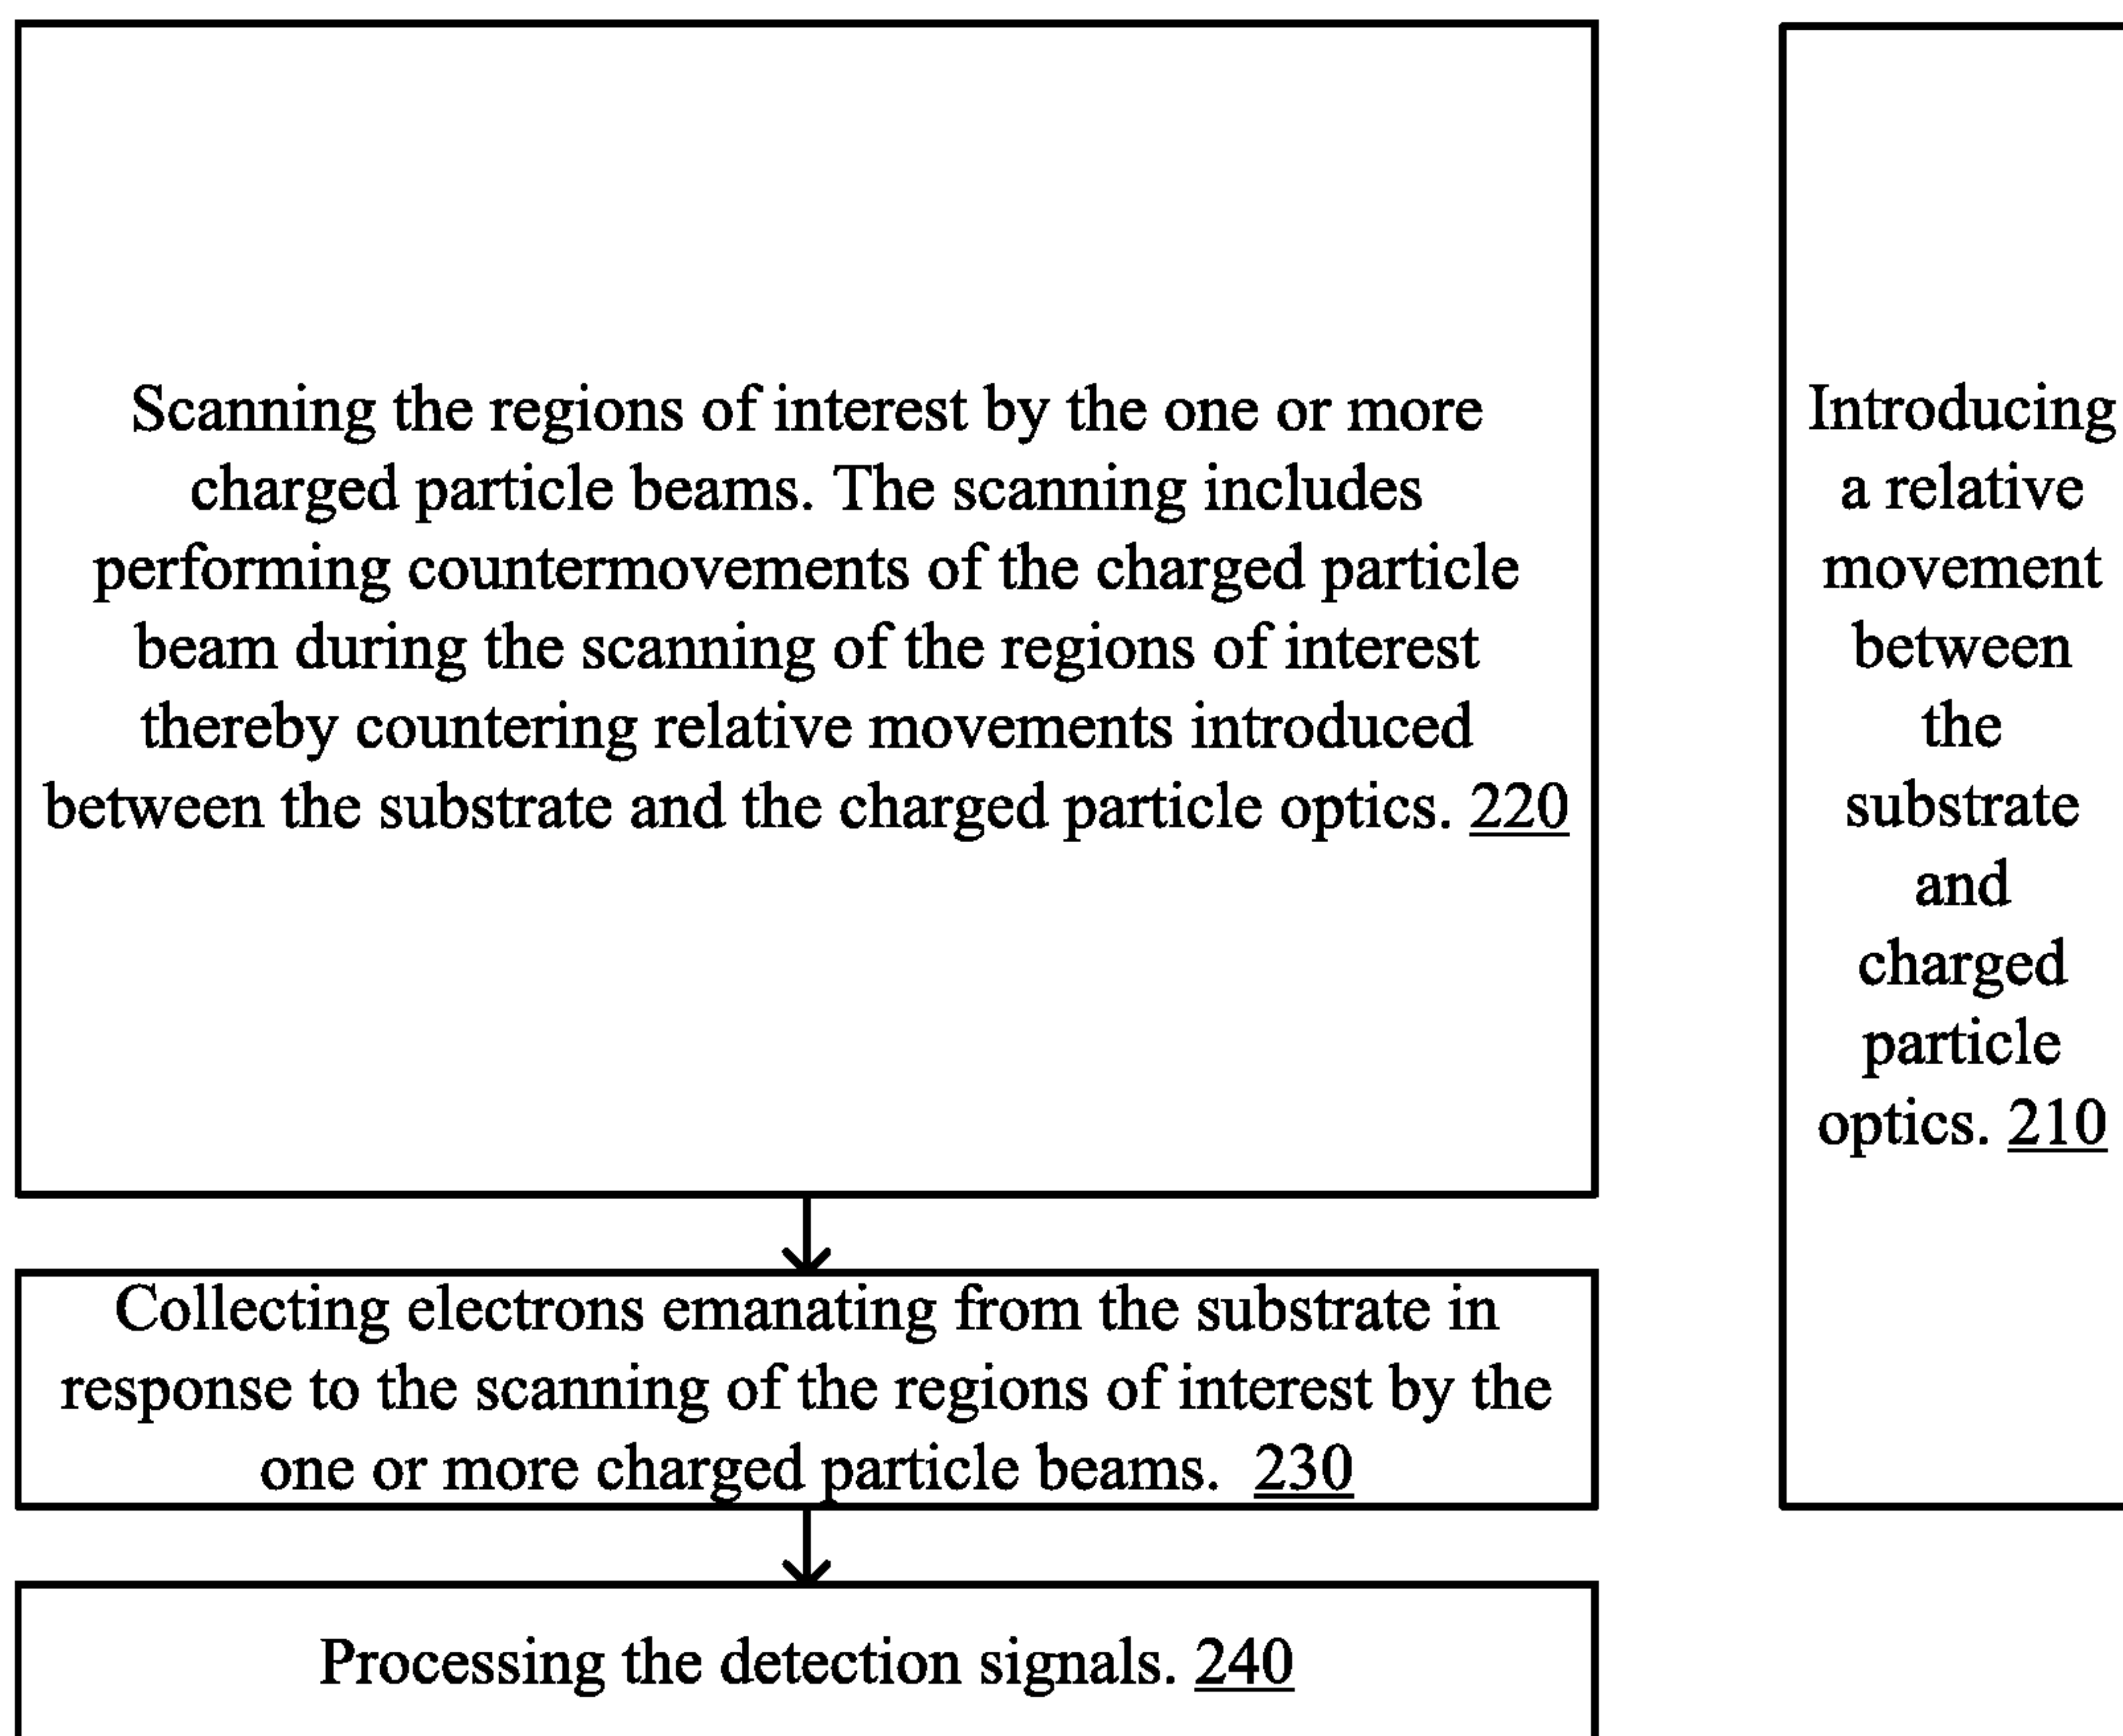 Scanning the regions of interest by the one or more
charged particle beams. The scanning includes
performing countermovements of the charged particle
beam during the scanning of the regions of interest
thereby countering relative movements introduced
between the substrate and the charged particle optics. 220
Collecting electrons emanating from the substrate in
response to the scanning of the regions of interest by the
one or more charged particle beams. 230
Processing the detection signals. 240
Introducing
a relative
movement
between
the
substrate
and
charged
particle
optics. 210